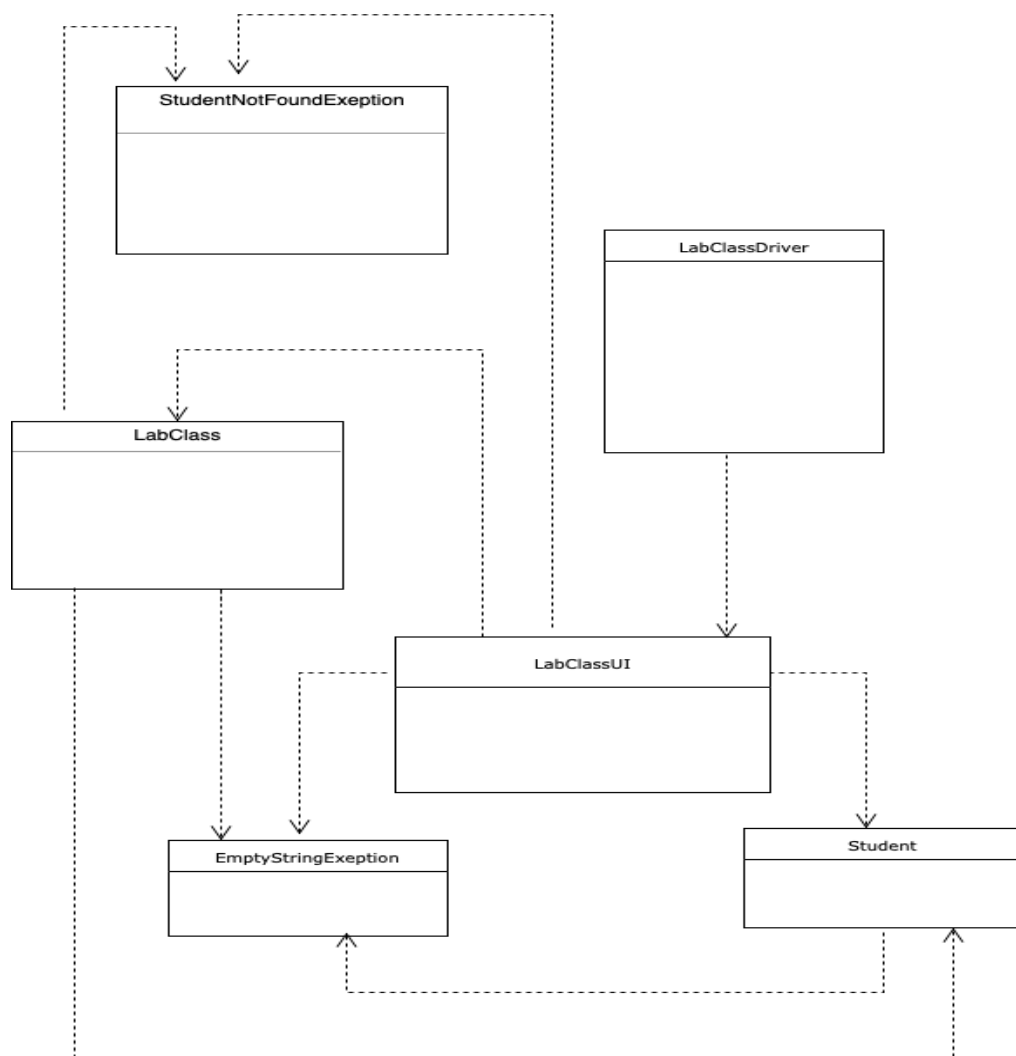 StudentNotFoundExeption
LabClassDriver
LabClass
LabClassUI
EmptyStringExeption
Student